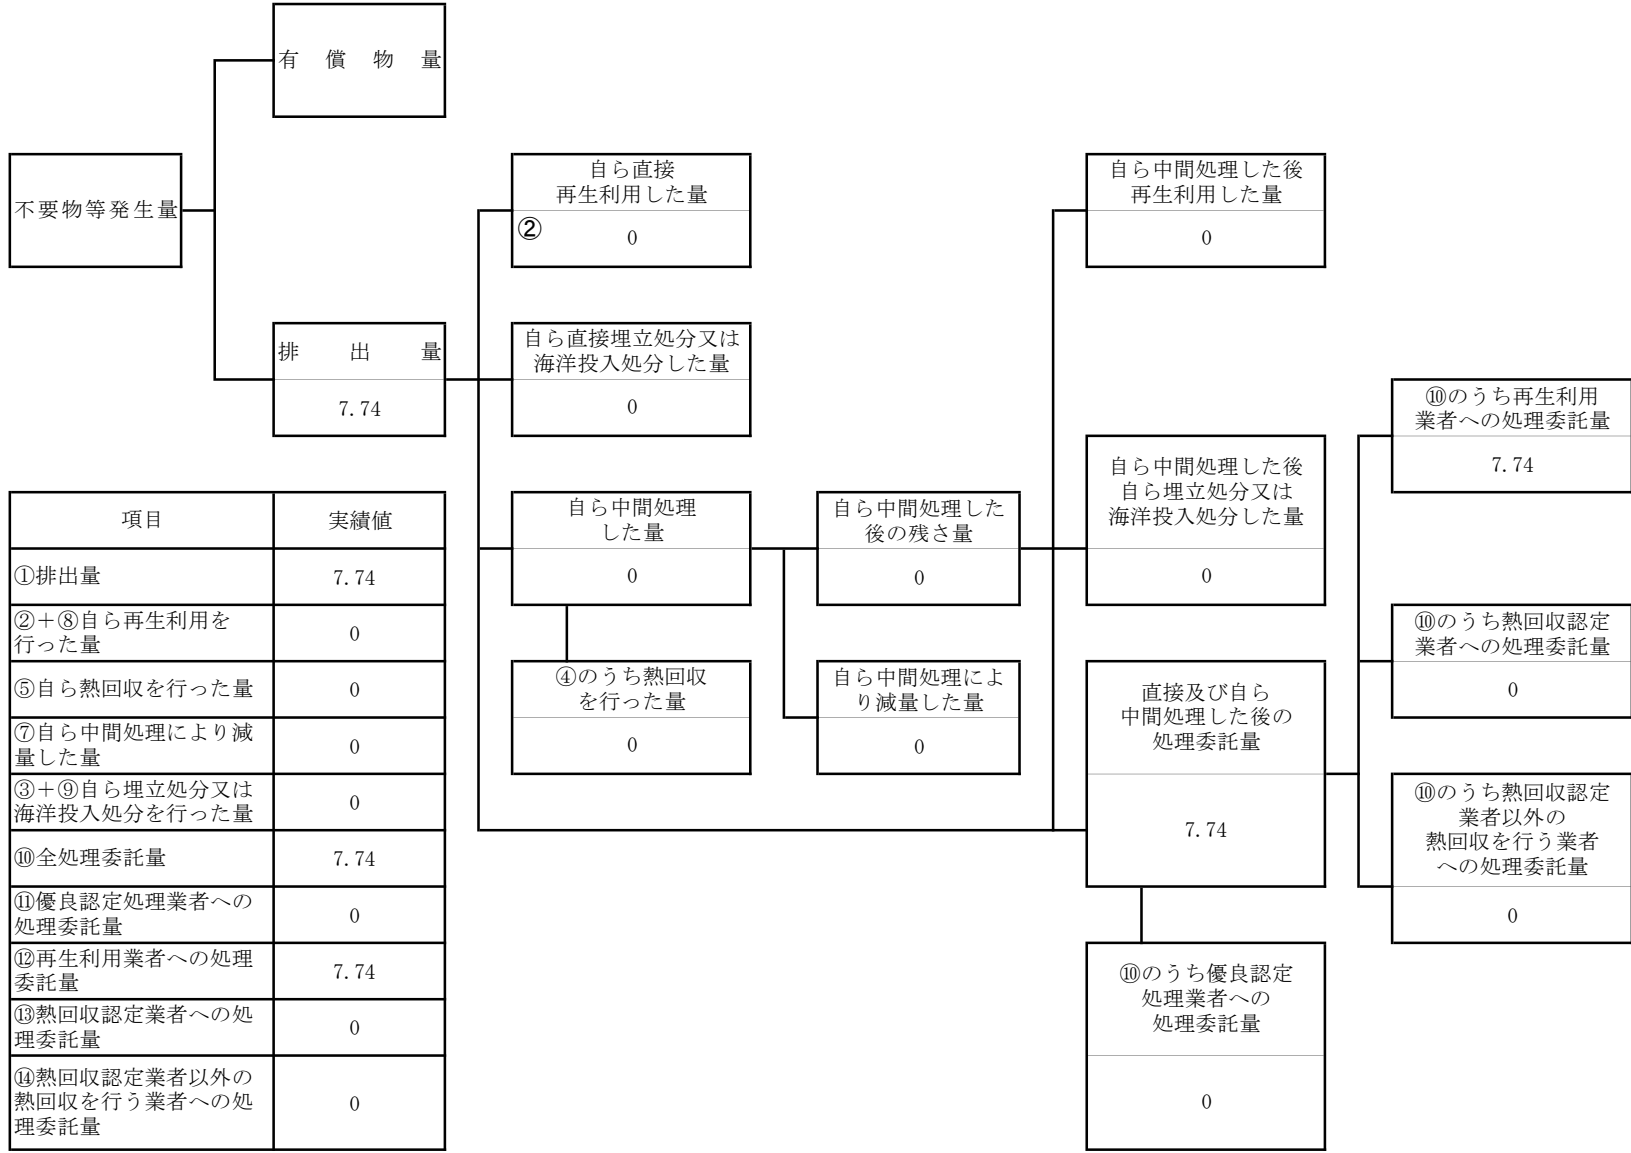 有償物量
不要物等発生量
排出量
7.74
自ら直接
再生利用した量
②
0
自ら直接埋立処分又は
海洋投入処分した量
0
自ら中間処理
した量
0
④のうち熱回収
を行った量
0
自ら中間処理した
後の残さ量
0
自ら中間処理によ
り減量した量
0
自ら中間処理した後
再生利用した量
0
自ら中間処理した後
自ら埋立処分又は
海洋投入処分した量
0
直接及び自ら
中間処理した後の
処理委託量
7.74
⑩のうち優良認定
処理業者への
処理委託量
0
⑩のうち再生利用
業者への処理委託量
7.74
⑩のうち熱回収認定
業者への処理委託量
0
⑩のうち熱回収認定
業者以外の
熱回収を行う業者
への処理委託量
0
項目 実績値
①排出量 7.74
②＋⑧自ら再生利用を
行った量
0
⑤自ら熱回収を行った量 0
⑦自ら中間処理により減
量した量
0
③＋⑨自ら埋立処分又は
海洋投入処分を行った量
0
⑩全処理委託量 7.74
⑪優良認定処理業者への
処理委託量
0
⑫再生利用業者への処理
委託量
7.74
⑬熱回収認定業者への処
理委託量
0
⑭熱回収認定業者以外の
熱回収を行う業者への処
理委託量
0